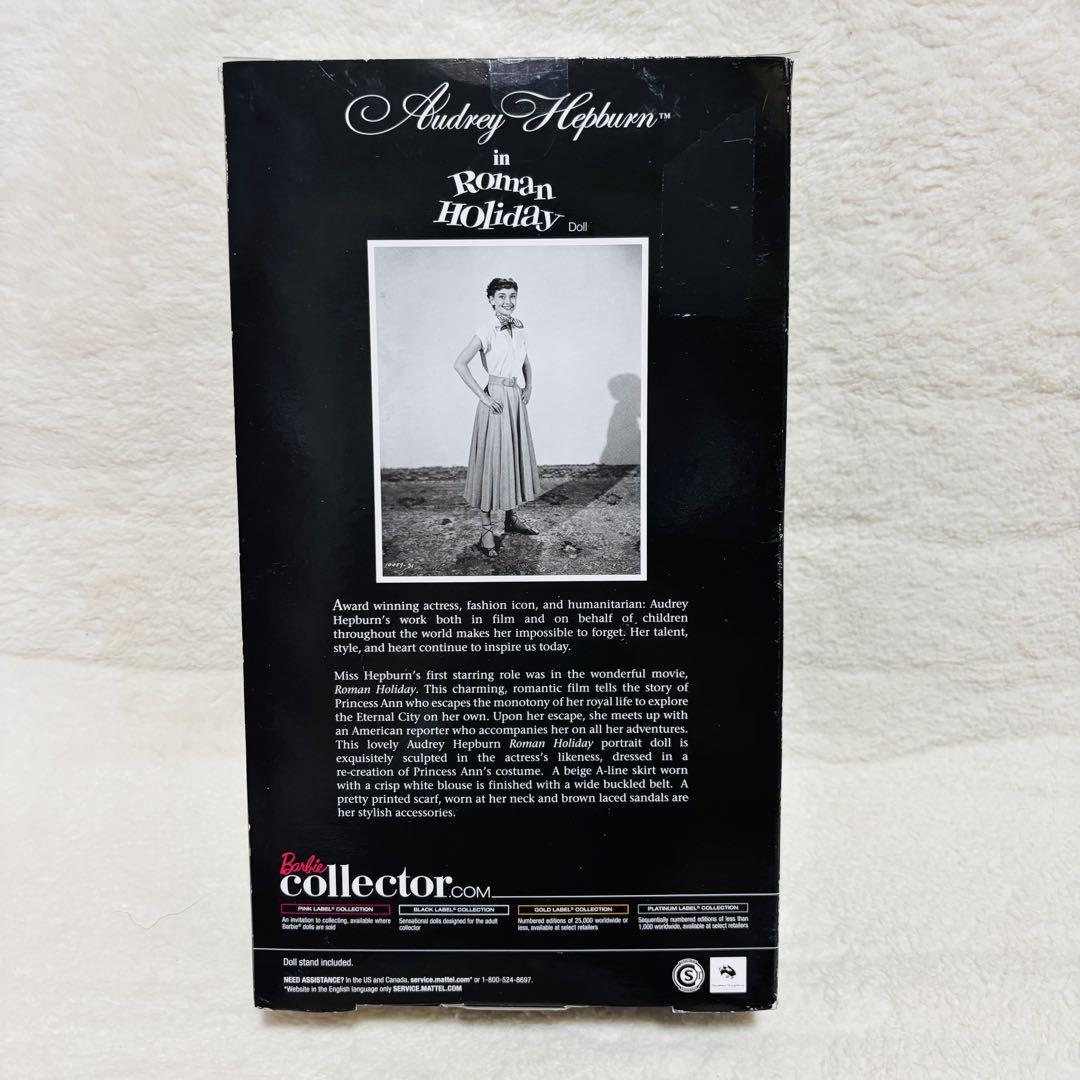 Audrey Hepburn™
in
Roman
Holiday Doll
10059-31
Award winning actress, fashion icon, and humanitarian: Audrey
Hepburn's work both in film and on behalf of children
throughout the world makes her impossible to forget. Her talent,
style, and heart continue to inspire us today.
Miss Hepburn's first starring role was in the wonderful movie,
Roman Holiday. This charming, romantic film tells the story of
Princess Ann who escapes the monotony of her royal life to explore
the Eternal City on her own. Upon her escape, she meets up with
an American reporter who accompanies her on all her adventures.
This lovely Audrey Hepburn Roman Holiday portrait doll is
exquisitely sculpted in the actress's likeness, dressed in a
re-creation of Princess Ann's costume. A beige A-line skirt worn
with a crisp white blouse is finished with a wide buckled belt. A
pretty printed scarf, worn at her neck and brown laced sandals are
her stylish accessories.
Barbie
collector.COM
PINK LABEL® COLLECTION
An invitation to collecting, available where
Barbie® dolls are sold
BLACK LABEL® COLLECTION
Sensational dolls designed for the adult
collector
GOLD LABEL® COLLECTION
Numbered editions of 25,000 worldwide or
less, available at select retailers
PLATINUM LABEL® COLLECTION
Sequentially numbered editions of less than
1,000 worldwide, available at select retailers
Doll stand included.
NEED ASSISTANCE? In the US and Canada, service.mattel.com* or 1-800-524-8697.
*Website in the English language only SERVICE.MATTEL.COM
S